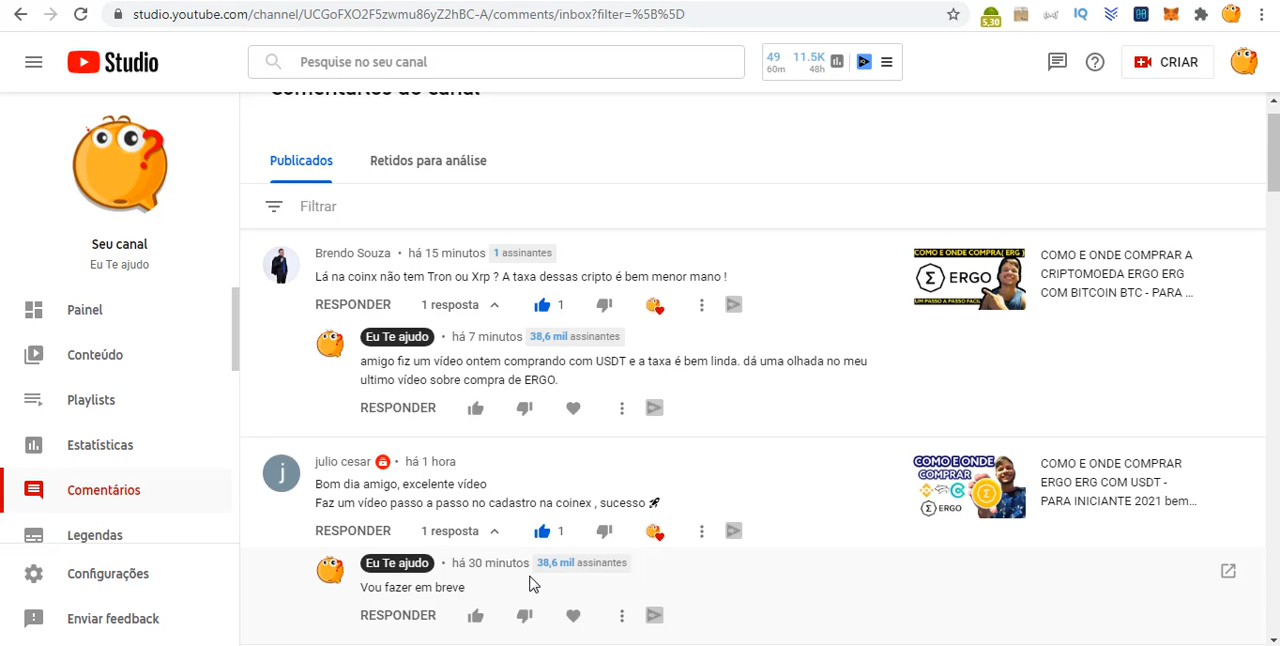 studio.youtube.com/channel/UCGoFXO2F5zwmu86yZ2hBC-A/comments/inbox?filter=%5B%5D
5,30
IQ
Studio
Pesquise no seu canal
49 11.5K
60m 48h
CRIAR
Comentários do canal
Publicados
Retidos para análise
Filtrar
Seu canal
Eu Te ajudo
Painel
Conteúdo
Playlists
Estatísticas
Comentários
Legendas
Configurações
Enviar feedback
Brendo Souza • há 15 minutos 1 assinantes
Lá na coinx não tem Tron ou Xrp ? A taxa dessas cripto é bem menor mano !
RESPONDER 1 resposta 1
Eu Te ajudo • há 7 minutos 38,6 mil assinantes
amigo fiz um vídeo ontem comprando com USDT e a taxa é bem linda. dá uma olhada no meu
ultimo vídeo sobre compra de ERGO.
RESPONDER
COMO E ONDE COMPRA( ERG )
Σ ERGO
UM PASSO A PASSO FACIL
COMO E ONDE COMPRAR A
CRIPTOMOEDA ERGO ERG
COM BITCOIN BTC - PARA ...
j
julio cesar • há 1 hora
Bom dia amigo, excelente vídeo
Faz um vídeo passo a passo no cadastro na coinex , sucesso 🚀
RESPONDER 1 resposta 1
Eu Te ajudo • há 30 minutos 38,6 mil assinantes
Vou fazer em breve
RESPONDER
COMO E ONDE
COMPRAR
Σ ERGO
COMO E ONDE COMPRAR
ERGO ERG COM USDT -
PARA INICIANTE 2021 bem...